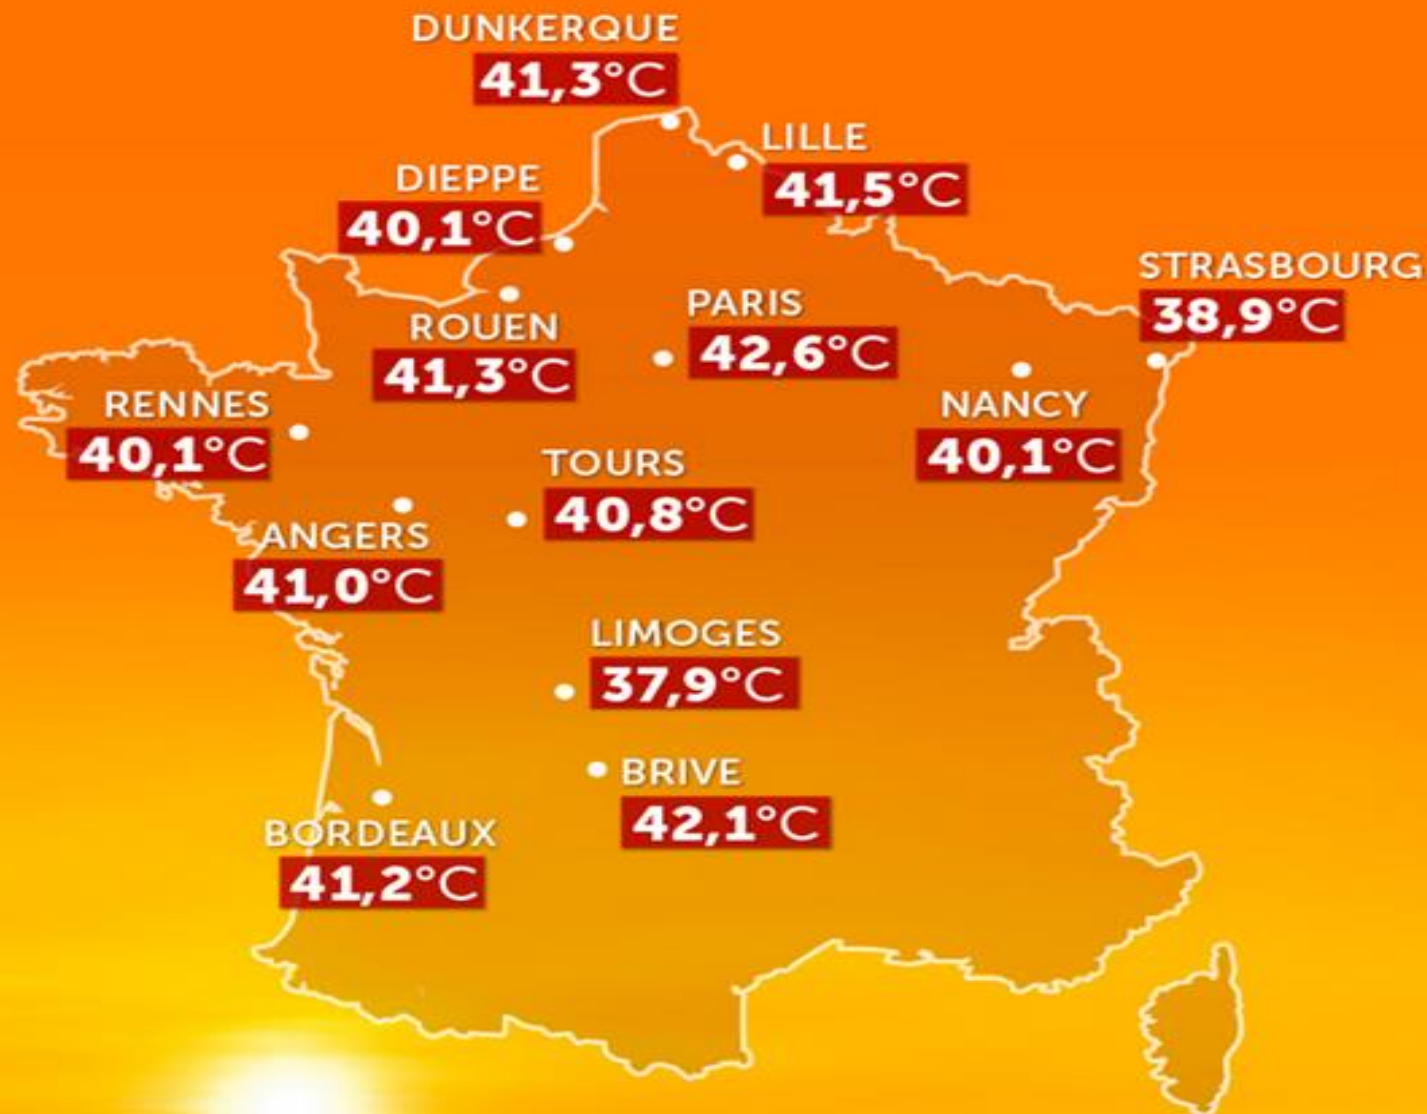 DUNKERQUE
41,3°C
LILLE
41,5°C
DIEPPE
40,1°C
STRASBOURG
38,9°C
PARIS
42,6°C
ROUEN
41,3°C
RENNES
40,1°C
NANCY
40,1°C
TOURS
40,8°C
ANGERS
41,0°C
LIMOGES
37,9°C
BRIVE
42,1°C
BORDEAUX
41,2°C